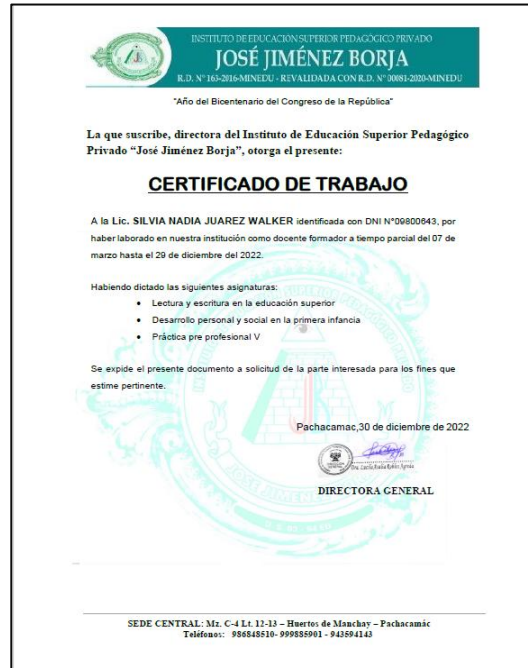 INSTITUTO DE EDUCACIÓN SUPERIOR PEDAGÓGICO PRIVADO
JOSÉ JIMÉNEZ BORJA
R.D. N° 163-2016-MINEDU - REVALIDADA CON R.D. N° 00081-2020-MINEDU
"Año del Bicentenario del Congreso de la República"
La que suscribe, directora del Instituto de Educación Superior Pedagógico
Privado “José Jiménez Borja”, otorga el presente:
CERTIFICADO DE TRABAJO
A la Lic. SILVIA NADIA JUAREZ WALKER identificada con DNI N°09800643, por
haber laborado en nuestra institución como docente formador a tiempo parcial del 07 de
marzo hasta el 29 de diciembre del 2022.
Habiendo dictado las siguientes asignaturas:
• Lectura y escritura en la educación superior
• Desarrollo personal y social en la primera infancia
• Práctica pre profesional V
Se expide el presente documento a solicitud de la parte interesada para los fines que
estime pertinente.
Pachacamac,30 de diciembre de 2022
DIRECTORA GENERAL
SEDE CENTRAL: Mz. C-4 Lt. 12-13 – Huertos de Manchay – Pachacamác
Teléfonos: 986848510- 999885901 - 943594143